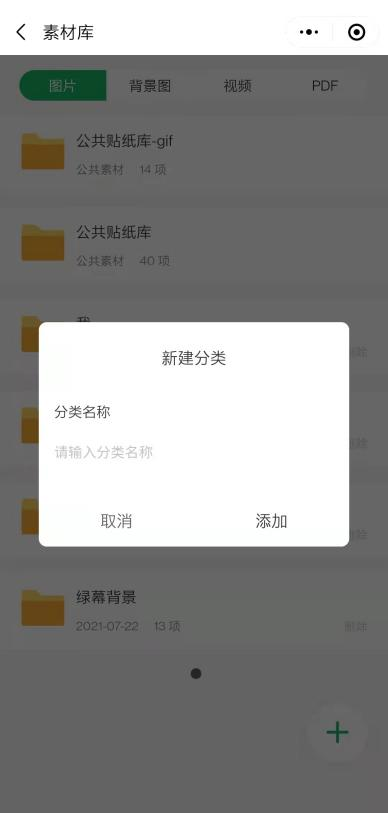 素材库
图片 背景图 视频 PDF
公共贴纸库-gif
公共素材 14 项
公共贴纸库
公共素材 40 项
新建分类
分类名称
请输入分类名称
取消 添加
绿幕背景
2021-07-22 13 项 删除